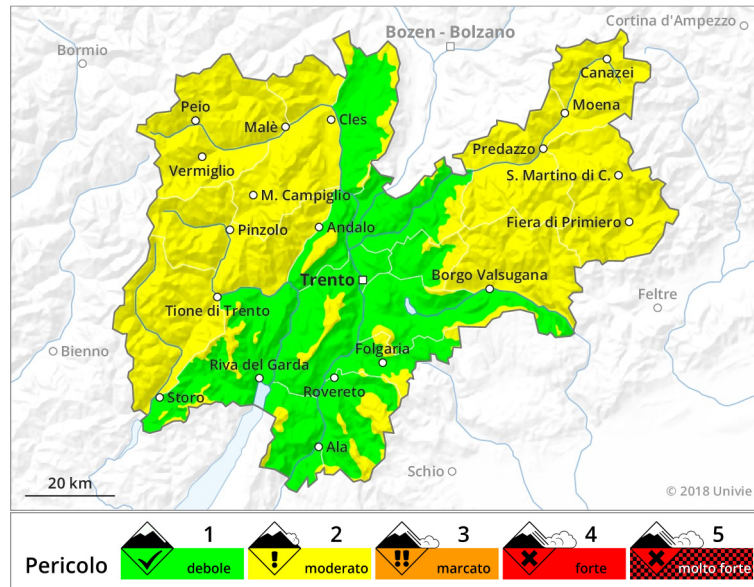 Cortina d'Ampezzo
Bozen - Bolzano
Bormio
Canazei
Peio
Moena
Cles
Malè
Predazzo
Vermiglio
S. Martino di C.
M. Campiglio
Fiera di Primiero
Andalo
Pinzolo
Borgo Valsugana
Trento
Feltre
Tione di Trento
Folgaria
Bienno
Riva del Garda
Rovereto
Storo
Ala
Schio
20 km
© 2018 Univie
Pericolo
1
debole
2
moderato
3
marcato
4
forte
5
molto forte